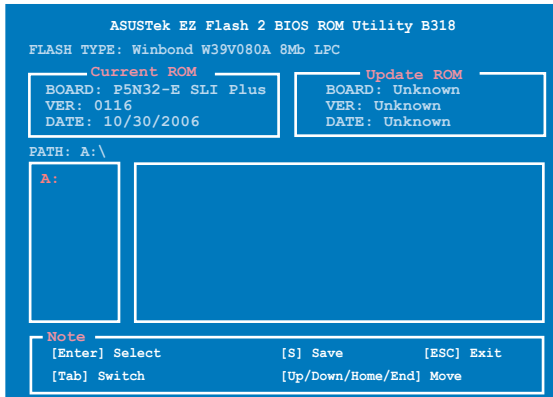 ASUSTek EZ Flash 2 BIOS ROM Utility B318
FLASH TYPE: Winbond W39V080A 8Mb LPC
Current ROM
BOARD: P5N32-E SLI Plus
VER: 0116
DATE: 10/30/2006
Update ROM
BOARD: Unknown
VER: Unknown
DATE: Unknown
PATH: A:\
A:
Note
[Enter] Select [S] Save [ESC] Exit
[Tab] Switch [Up/Down/Home/End] Move